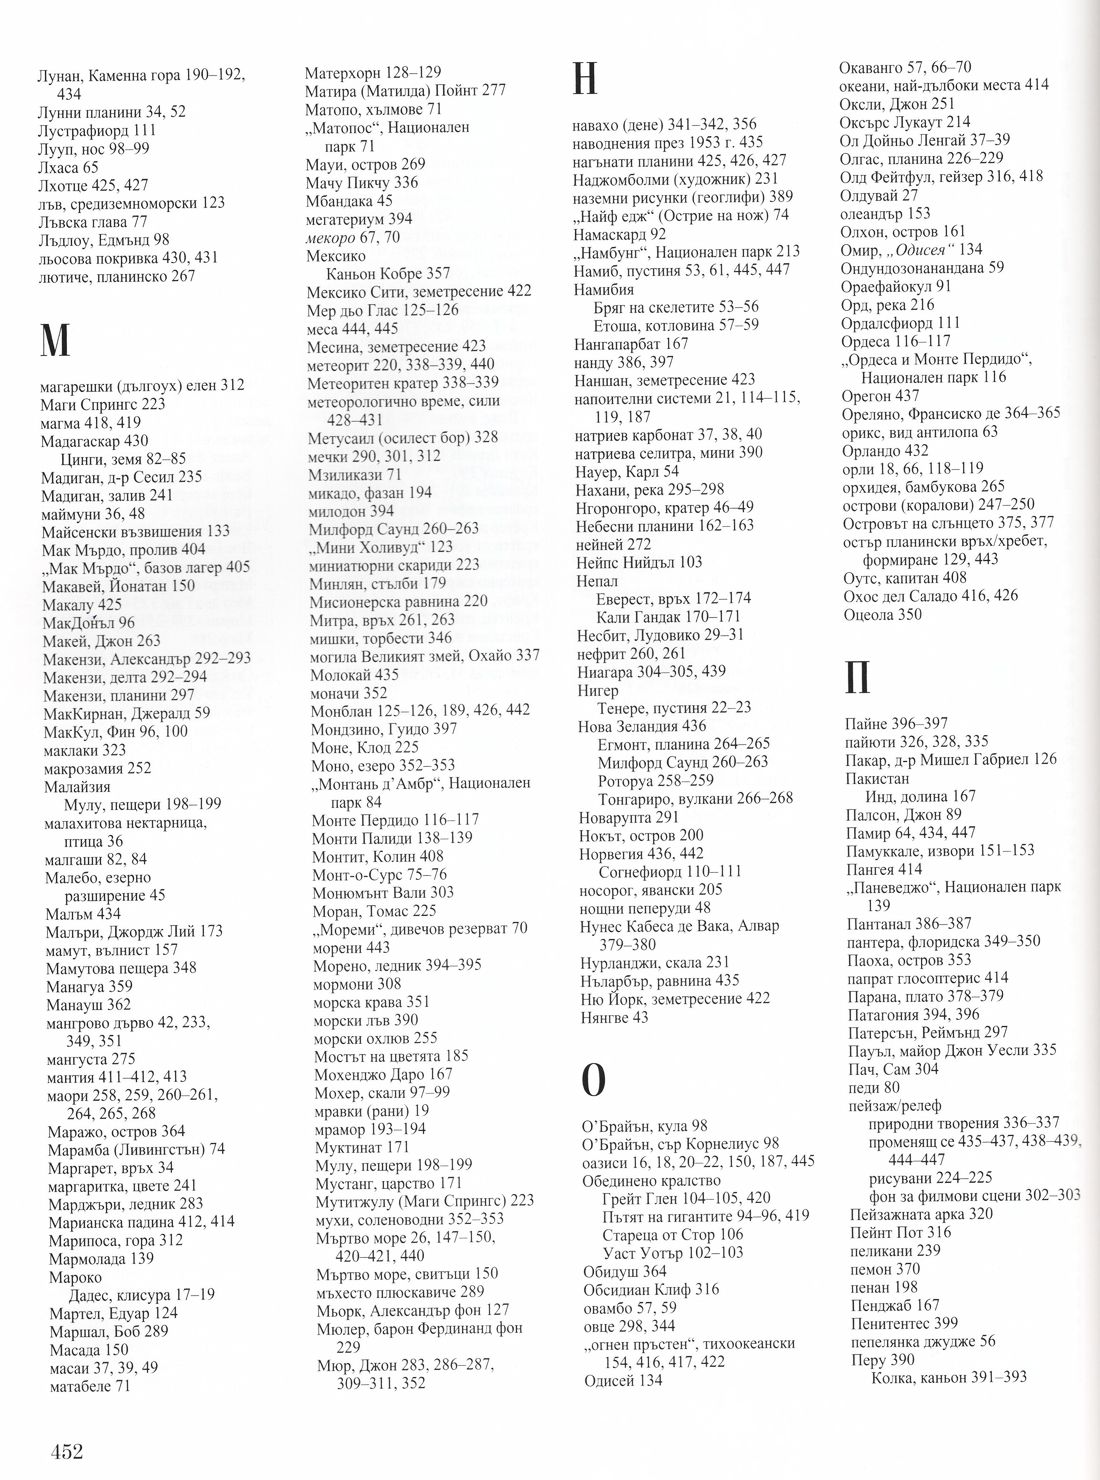 Лунан, Каменна гора 190–192,
434
Лунни планини 34, 52
Лустрафиорд 111
Лууп, нос 98–99
Лхаса 65
Лхотце 425, 427
лъв, средиземноморски 123
Лъвска глава 77
Лъдлоу, Едмънд 98
льосова покривка 430, 431
лютиче, планинско 267
М
магарешки (дългоух) елен 312
Маги Спрингс 223
магма 418, 419
Мадагаскар 430
Цинги, земя 82–85
Мадиган, д-р Сесил 235
Мадиган, залив 241
маймуни 36, 48
Майсенски възвишения 133
Мак Мърдо, пролив 404
„Мак Мърдо“, базов лагер 405
Макавей, Йонатан 150
Макалу 425
МакДонъл 96
Макей, Джон 263
Макензи, Александър 292–293
Макензи, делта 292–294
Макензи, планини 297
МакКирнан, Джералд 59
МакКул, Фин 96, 100
маклаки 323
макрозамия 252
Малайзия
Мулу, пещери 198–199
малахитова нектарница,
птица 36
малгаши 82, 84
Малебо, езерно
разширение 45
Малъм 434
Малъри, Джордж Лий 173
мамут, вълнист 157
Мамутова пещера 348
Манагуа 359
Манауш 362
мангрово дърво 42, 233,
349, 351
мангуста 275
мантия 411–412, 413
маори 258, 259, 260–261,
264, 265, 268
Маражо, остров 364
Марамба (Ливингстън) 74
Маргарет, връх 34
маргаритка, цвете 241
Марджъри, ледник 283
Марианска падина 412, 414
Марипоса, гора 312
Мармолада 139
Мароко
Дадес, клисура 17–19
Мартел, Едуар 124
Маршал, Боб 289
Масада 150
масаи 37, 39, 49
матабеле 71
Матерхорн 128–129
Матира (Матилда) Пойнт 277
Матопо, хълмове 71
„Матопос“, Национален
парк 71
Мауи, остров 269
Мачу Пикчу 336
Мбандака 45
мегатериум 394
мекоро 67, 70
Мексико
Каньон Кобре 357
Мексико Сити, земетресение 422
Мер дьо Глас 125–126
меса 444, 445
Месина, земетресение 423
метеорит 220, 338–339, 440
Метеоритен кратер 338–339
метеорологично време, сили
428–431
Метусаил (осилест бор) 328
мечки 290, 301, 312
Мзиликази 71
микадо, фазан 194
милодон 394
Милфорд Саунд 260–263
„Мини Холивуд“ 123
миниатюрни скариди 223
Минлян, стълби 179
Мисионерска равнина 220
Митра, връх 261, 263
мишки, торбести 346
могила Великият змей, Охайо 337
Молокай 435
моначи 352
Монблан 125–126, 189, 426, 442
Мондзино, Гуидо 397
Моне, Клод 225
Моно, езеро 352–353
„Монтань д’Амбр“, Национален
парк 84
Монте Пердидо 116–117
Монти Палиди 138–139
Монтит, Колин 408
Монт-о-Сурс 75–76
Монюмънт Вали 303
Моран, Томас 225
„Мореми“, дивечов резерват 70
морени 443
Морено, ледник 394–395
мормони 308
морска крава 351
морски лъв 390
морски охлюв 255
Мостът на цветята 185
Мохенджо Даро 167
Мохер, скали 97–99
мравки (рани) 19
мрамор 193–194
Муктинат 171
Мулу, пещери 198–199
Мустанг, царство 171
Мутитжулу (Маги Спрингс) 223
мухи, соленоводни 352–353
Мъртво море 26, 147–150,
420–421, 440
Мъртво море, свитъци 150
мъхесто плюскавиче 289
Мьорк, Александър фон 127
Мюлер, барон Фердинанд фон
229
Мюр, Джон 283, 286–287,
309–311, 352
Н
навахо (дене) 341–342, 356
наводнения през 1953 г. 435
нагънати планини 425, 426, 427
Наджомболми (художник) 231
наземни рисунки (геоглифи) 389
„Найф едж“ (Острие на нож) 74
Намаскард 92
„Намбунг“, Национален парк 213
Намиб, пустиня 53, 61, 445, 447
Намибия
Бряг на скелетите 53–56
Етоша, котловина 57–59
Нангапарбат 167
нанду 386, 397
Наншан, земетресение 423
напоителни системи 21, 114–115,
119, 187
натриев карбонат 37, 38, 40
натриева селитра, мини 390
Науер, Карл 54
Нахани, река 295–298
Нгоронгоро, кратер 46–49
Небесни планини 162–163
нейней 272
Нейпс Нийдъл 103
Непал
Еверест, връх 172–174
Кали Гандак 170–171
Несбит, Лудовико 29–31
нефрит 260, 261
Ниагара 304–305, 439
Нигер
Тенере, пустиня 22–23
Нова Зеландия 436
Егмонт, планина 264–265
Милфорд Саунд 260–263
Роторуа 258–259
Тонгариро, вулкани 266–268
Новарупта 291
Нокът, остров 200
Норвегия 436, 442
Согнефиорд 110–111
носорог, явански 205
нощни пеперуди 48
Нунес Кабеса де Вака, Алвар
379–380
Нурланджи, скала 231
Нъларбър, равнина 435
Ню Йорк, земетресение 422
Нянгве 43
О
О’Брайън, кула 98
О’Брайън, сър Корнелиус 98
оазиси 16, 18, 20–22, 150, 187, 445
Обединено кралство
Грейт Глен 104–105, 420
Пътят на гигантите 94–96, 419
Стареца от Стор 106
Уаст Уотър 102–103
Обидуш 364
Обсидиан Клиф 316
овамбо 57, 59
овце 298, 344
„огнен пръстен“, тихоокеански
154, 416, 417, 422
Одисей 134
Окаванго 57, 66–70
океани, най-дълбоки места 414
Оксли, Джон 251
Оксърс Лукаут 214
Ол Дойньо Ленгай 37–39
Олгас, планина 226–229
Олд Фейтфул, гейзер 316, 418
Олдувай 27
олеандър 153
Олхон, остров 161
Омир, „Одисея“ 134
Ондундозонанандана 59
Ораефайокул 91
Орд, река 216
Ордалсфиорд 111
Ордеса 116–117
„Ордеса и Монте Пердидо“,
Национален парк 116
Орегон 437
Ореляно, Франсиско де 364–365
орикс, вид антилопа 63
Орландо 432
орли 18, 66, 118–119
орхидея, бамбукова 265
острови (коралови) 247–250
Островът на слънцето 375, 377
остър планински връх/хребет,
формиране 129, 443
Оутс, капитан 408
Охос дел Саладо 416, 426
Оцеола 350
П
Пайне 396–397
пайюти 326, 328, 335
Пакар, д-р Мишел Габриел 126
Пакистан
Инд, долина 167
Палсон, Джон 89
Памир 64, 434, 447
Памуккале, извори 151–153
Пангея 414
„Паневеджо“, Национален парк
139
Пантанал 386–387
пантера, флоридска 349–350
Паоха, остров 353
папрат глосоптерис 414
Парана, плато 378–379
Патагония 394, 396
Патерсън, Реймънд 297
Пауъл, майор Джон Уесли 335
Пач, Сам 304
педи 80
пейзаж/релеф
природни творения 336–337
променящ се 435–437, 438–439,
444–447
рисувани 224–225
фон за филмови сцени 302–303
Пейзажната арка 320
Пейнт Пот 316
пеликани 239
пемон 370
пенан 198
Пенджаб 167
Пенитентес 399
пепелянка джудже 56
Перу 390
Колка, каньон 391–393
452